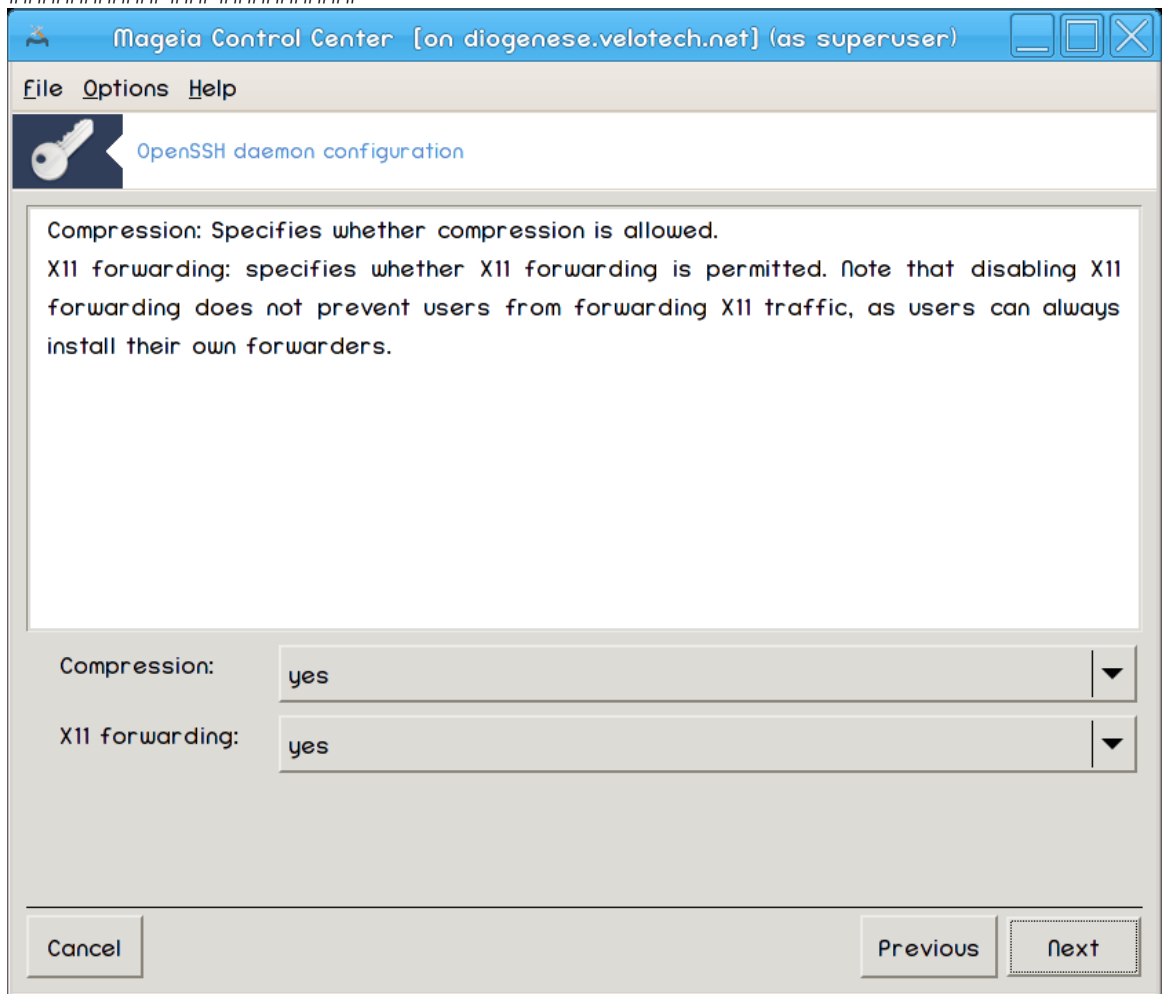 Mageia Control Center [on diogenese.velotech.net] (as superuser)
File Options Help
OpenSSH daemon configuration
Compression: Specifies whether compression is allowed.
X11 forwarding: specifies whether X11 forwarding is permitted. Note that disabling X11
forwarding does not prevent users from forwarding X11 traffic, as users can always
install their own forwarders.
Compression: yes
X11 forwarding: yes
Cancel Previous Next